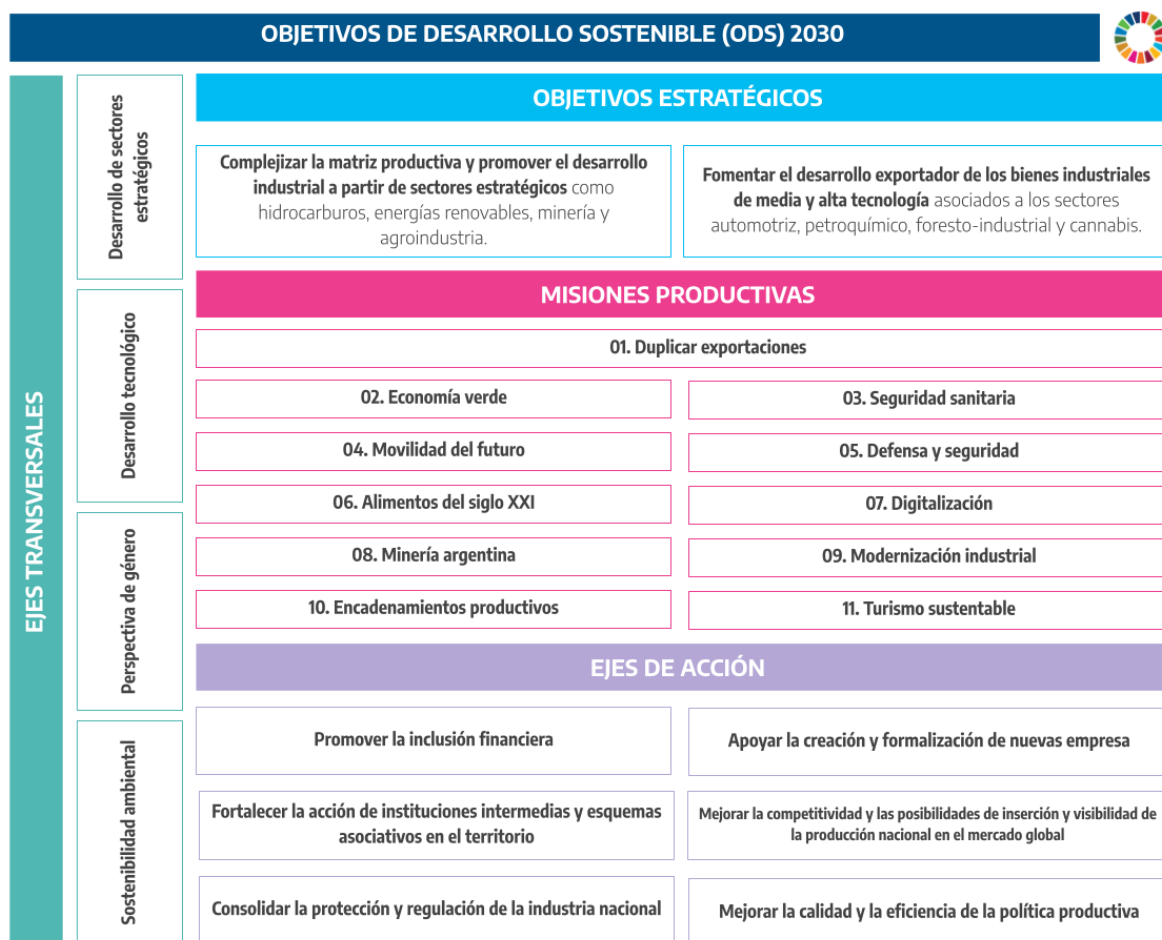 OBJETIVOS DE DESARROLLO SOSTENIBLE (ODS) 2030
EJES TRANSVERSALES
Desarrollo de sectores
estratégicos
Desarrollo tecnológico
Perspectiva de género
Sostenibilidad ambiental
OBJETIVOS ESTRATÉGICOS
Complejizar la matriz productiva y promover el desarrollo
industrial a partir de sectores estratégicos como
hidrocarburos, energías renovables, minería y
agroindustria.
Fomentar el desarrollo exportador de los bienes industriales
de media y alta tecnología asociados a los sectores
automotriz, petroquímico, foresto-industrial y cannabis.
MISIONES PRODUCTIVAS
01. Duplicar exportaciones
02. Economía verde
03. Seguridad sanitaria
04. Movilidad del futuro
05. Defensa y seguridad
06. Alimentos del siglo XXI
07. Digitalización
08. Minería argentina
09. Modernización industrial
10. Encadenamientos productivos
11. Turismo sustentable
EJES DE ACCIÓN
Promover la inclusión financiera
Apoyar la creación y formalización de nuevas empresa
Fortalecer la acción de instituciones intermedias y esquemas
asociativos en el territorio
Mejorar la competitividad y las posibilidades de inserción y visibilidad de
la producción nacional en el mercado global
Consolidar la protección y regulación de la industria nacional
Mejorar la calidad y la eficiencia de la política productiva